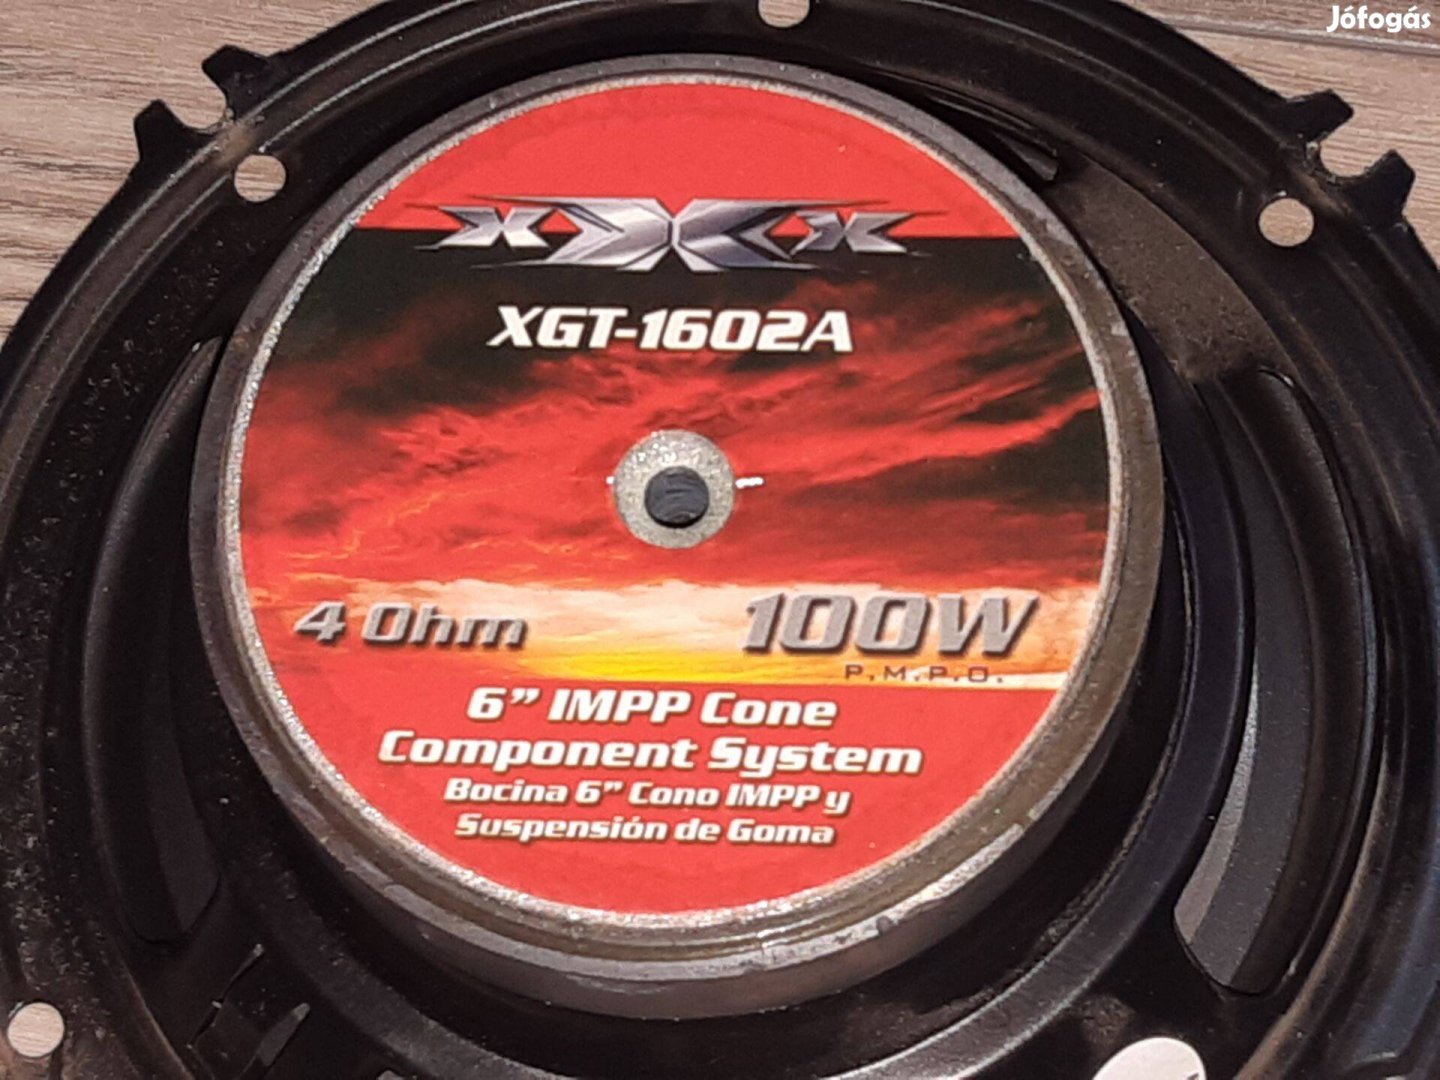 Jófogás
xXx
XGT-1602A
4 Ohm
100W
P.M.P.O.
6” IMPP Cone
Component System
Bocina 6” Cono IMPP y
Suspensión de Goma